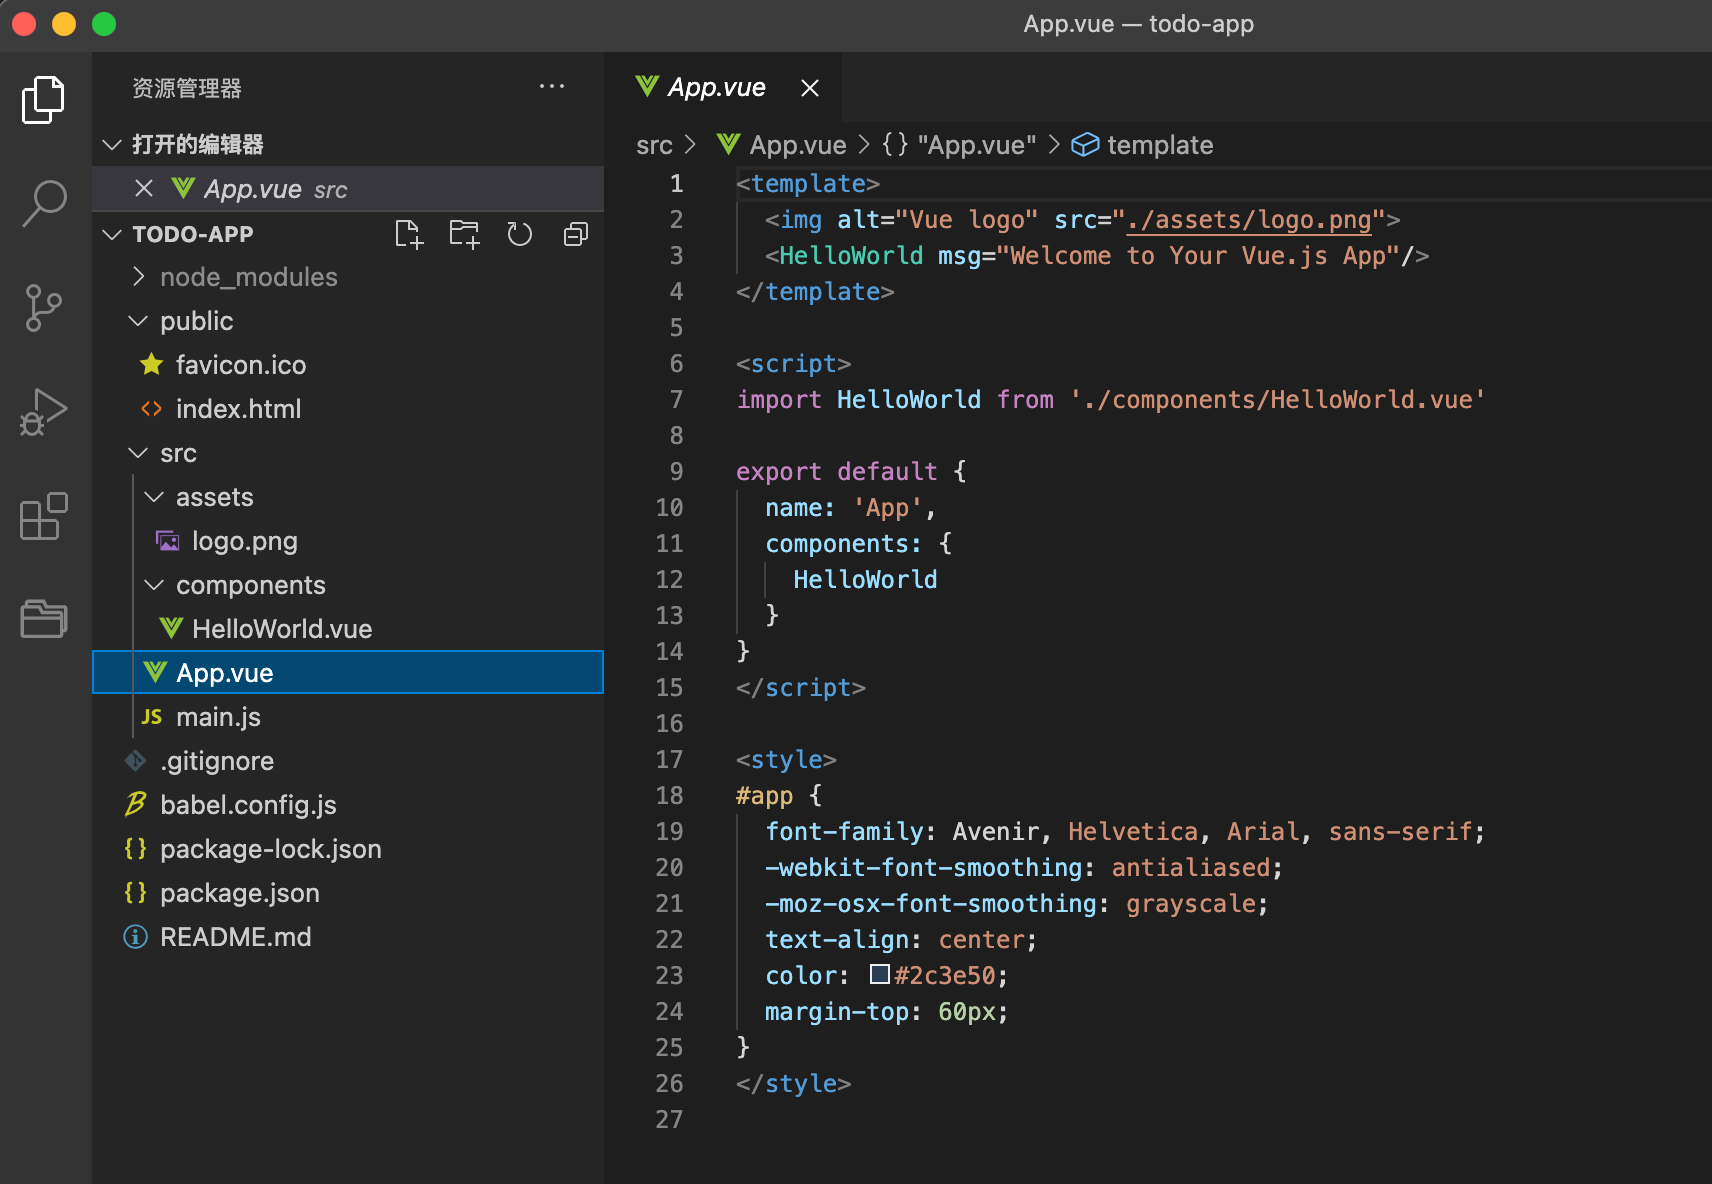 App.vue — todo-app
资源管理器
打开的编辑器
App.vue src
TODO-APP
node_modules
public
favicon.ico
index.html
src
assets
logo.png
components
HelloWorld.vue
App.vue
JS main.js
.gitignore
babel.config.js
package-lock.json
package.json
README.md
App.vue
src > App.vue > {} "App.vue" > template
1 <template>
2   <img alt="Vue logo" src="./assets/logo.png">
3   <HelloWorld msg="Welcome to Your Vue.js App"/>
4 </template>
5
6 <script>
7 import HelloWorld from './components/HelloWorld.vue'
8
9 export default {
10   name: 'App',
11   components: {
12     HelloWorld
13   }
14 }
15 </script>
16
17 <style>
18 #app {
19   font-family: Avenir, Helvetica, Arial, sans-serif;
20   -webkit-font-smoothing: antialiased;
21   -moz-osx-font-smoothing: grayscale;
22   text-align: center;
23   color: #2c3e50;
24   margin-top: 60px;
25 }
26 </style>
27